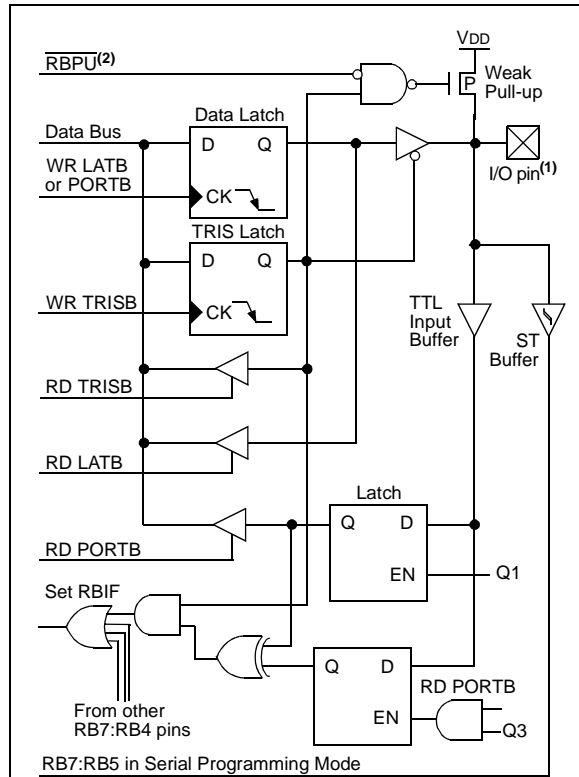 VDD
RBPU(2)
P
Weak
Pull-up
Data Latch
Data Bus
D
Q
WR LATB
or PORTB
CK
I/O pin(1)
TRIS Latch
D
Q
WR TRISB
CK
TTL
Input
Buffer
ST
Buffer
RD TRISB
RD LATB
Latch
Q
D
RD PORTB
EN
Q1
Set RBIF
Q
D
RD PORTB
EN
Q3
From other
RB7:RB4 pins
RB7:RB5 in Serial Programming Mode